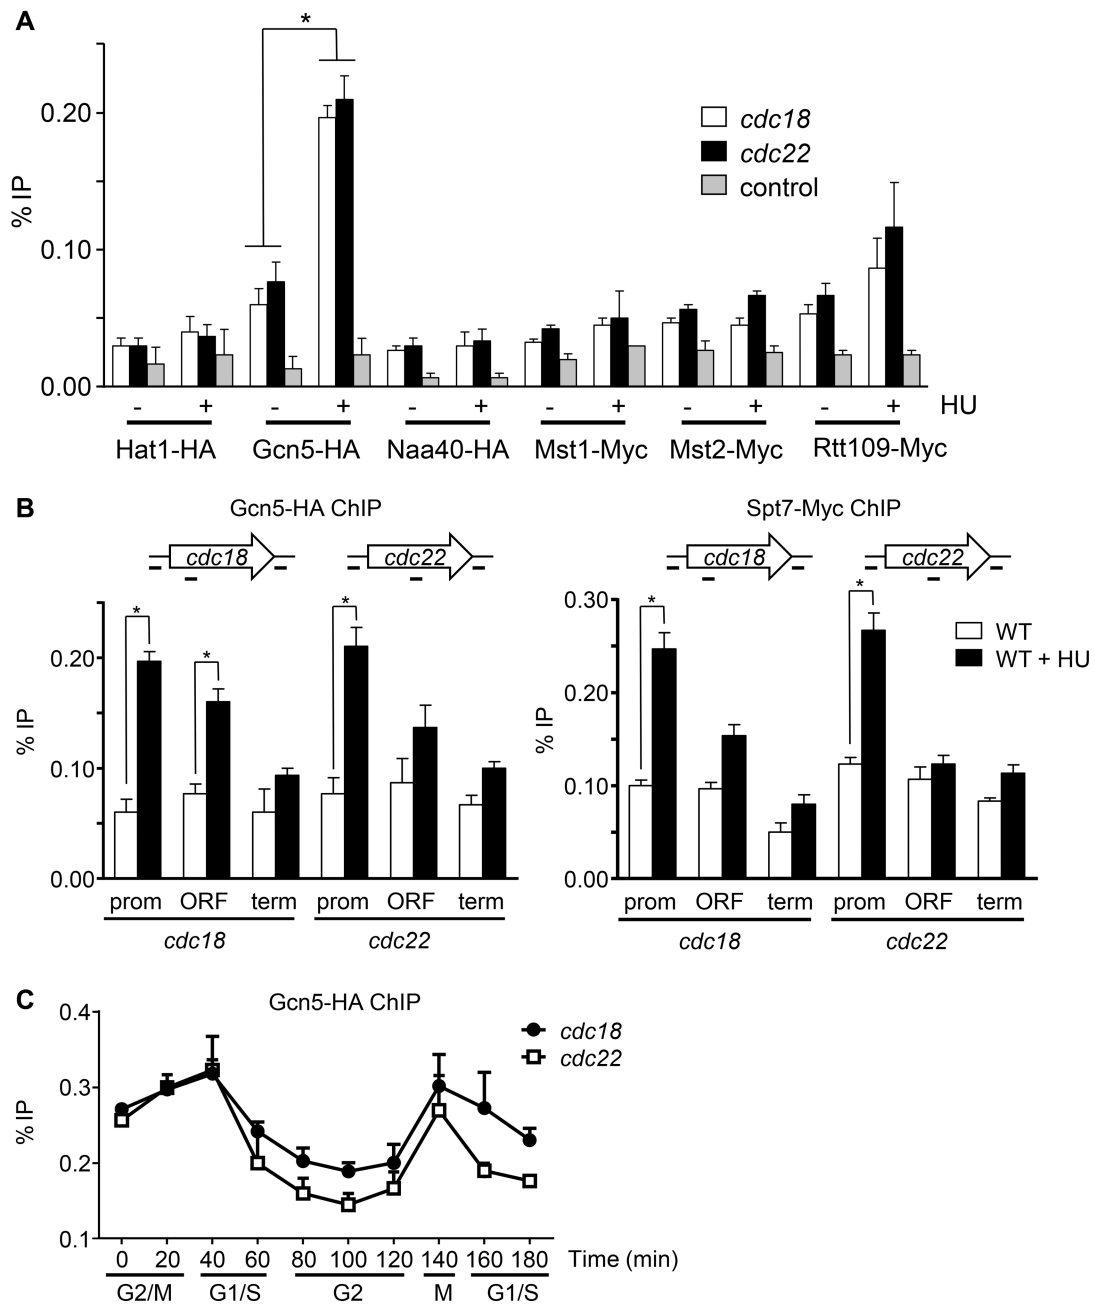 A
*
% IP
0.20
0.10
0.00
cdc18
cdc22
control
- + - + - + - + - + - + HU
Hat1-HA Gcn5-HA Naa40-HA Mst1-Myc Mst2-Myc Rtt109-Myc
B
Gcn5-HA ChIP
cdc18 cdc22
* * *
% IP
0.20
0.10
0.00
prom ORF term prom ORF term
cdc18 cdc22
Spt7-Myc ChIP
cdc18 cdc22
* *
WT
WT + HU
% IP
0.30
0.20
0.10
0.00
prom ORF term prom ORF term
cdc18 cdc22
C
Gcn5-HA ChIP
cdc18
cdc22
% IP
0.4
0.3
0.2
0.1
0 20 40 60 80 100 120 140 160 180 Time (min)
G2/M G1/S G2 M G1/S